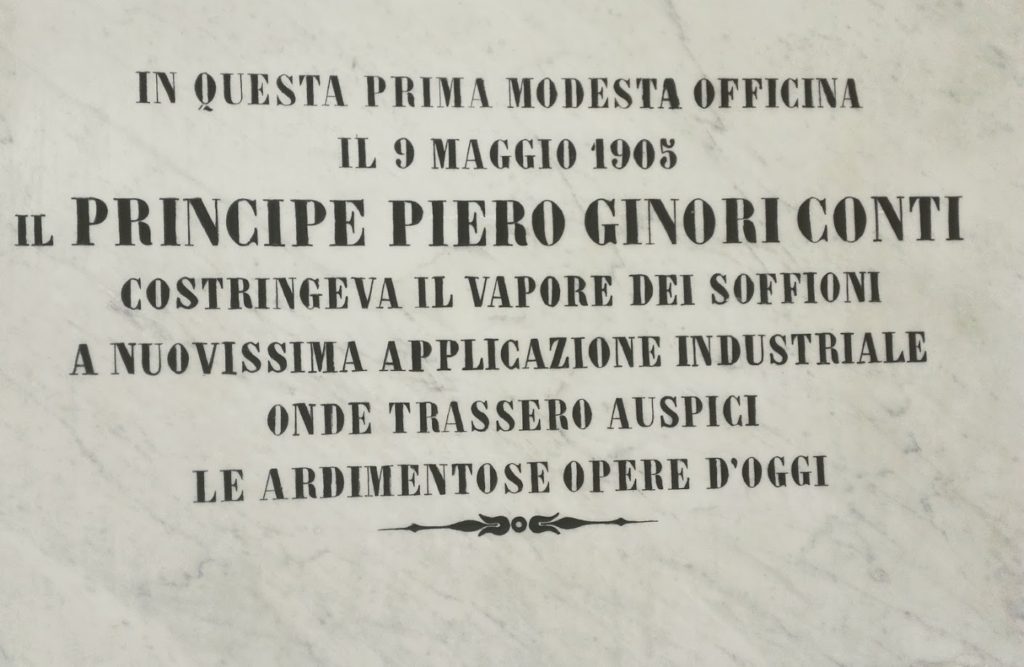 IN QUESTA PRIMA MODESTA OFFICINA
IL 9 MAGGIO 1905
IL PRINCIPE PIERO GINORI CONTI
COSTRINGEVA IL VAPORE DEI SOFFIONI
A NUOVISSIMA APPLICAZIONE INDUSTRIALE
ONDE TRASSERO AUSPICI
LE ARDIMENTOSE OPERE D'OGGI